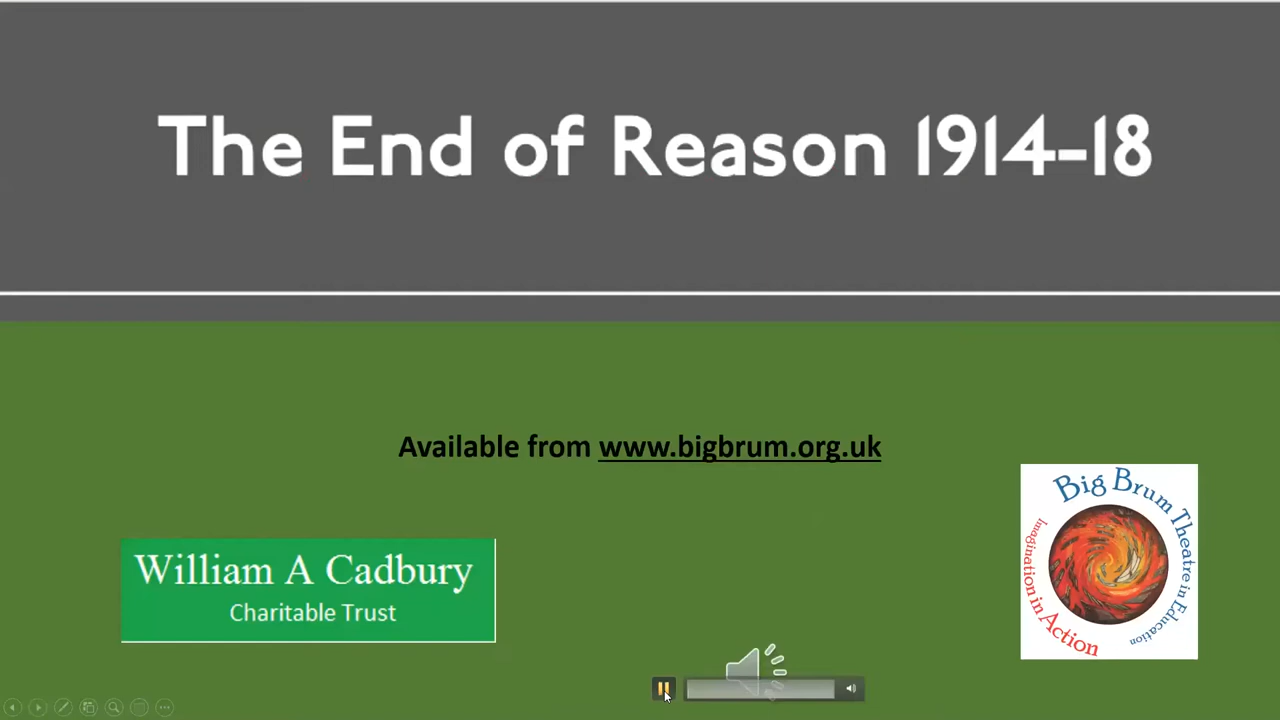 The End of Reason 1914-18
Available from www.bigbrum.org.uk
William A Cadbury
Charitable Trust
Big Brum Theatre in Education
Imagination in Action